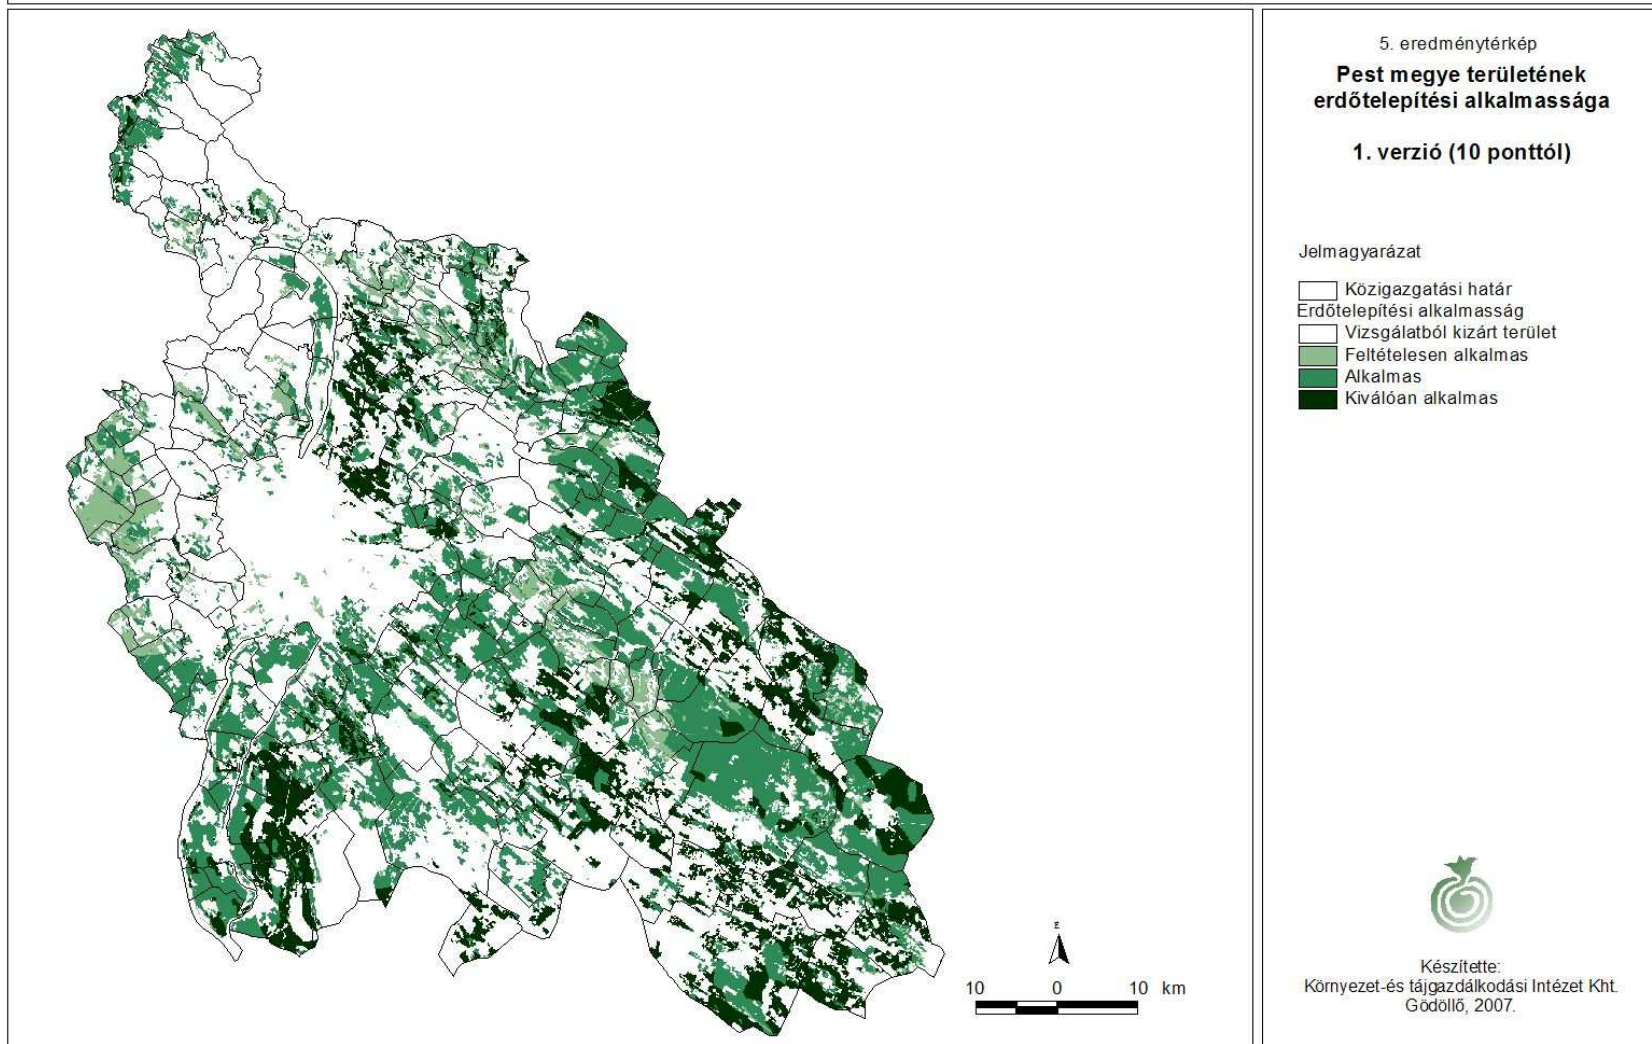 5. eredménytérkép
Pest megye területének
erdőtelepítési alkalmassága
1. verzió (10 ponttól)
Jelmagyarázat
Közigazgatási határ
Erdőtelepítési alkalmasság
Vizsgálatból kizárt terület
Feltételesen alkalmas
Alkalmas
Kiválóan alkalmas
10 0 10 km
Készítette:
Környezet-és tájgazdálkodási Intézet Kht.
Gödöllő, 2007.